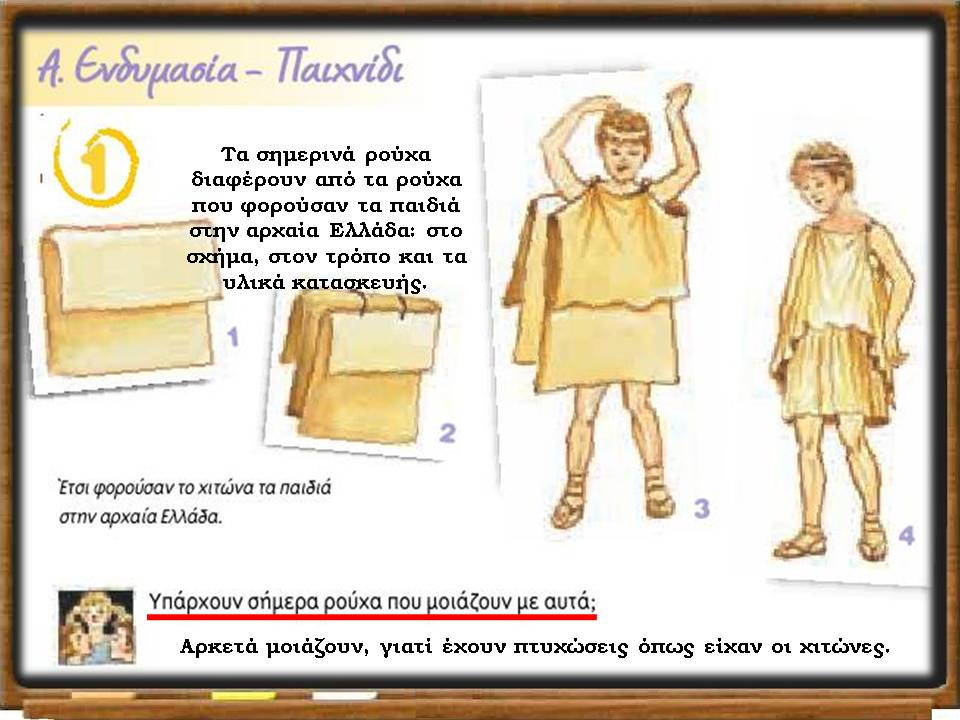 Α. Ενδυμασία – Παιχνίδι
1
Τα σημερινά ρούχα
διαφέρουν από τα ρούχα
που φορούσαν τα παιδιά
στην αρχαία Ελλάδα: στο
σχήμα, στον τρόπο και τα
υλικά κατασκευής.
1
2
3
4
Έτσι φορούσαν το χιτώνα τα παιδιά
στην αρχαία Ελλάδα.
Υπάρχουν σήμερα ρούχα που μοιάζουν με αυτά;
Αρκετά μοιάζουν, γιατί έχουν πτυχώσεις όπως είχαν οι χιτώνες.